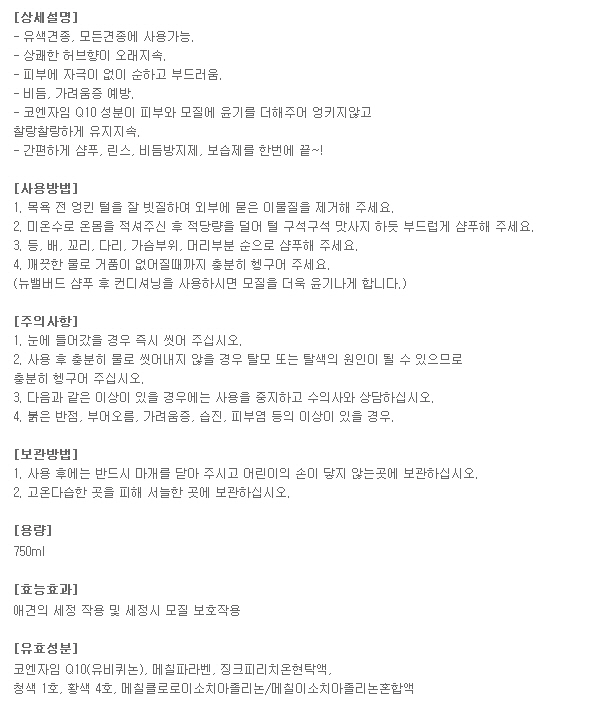 [상세설명]
- 유색견종, 모든견종에 사용가능.
- 상쾌한 허브향이 오래지속.
- 피부에 자극이 없이 순하고 부드러움.
- 비듬, 가려움증 예방.
- 코엔자임 Q10 성분이 피부와 모질에 윤기를 더해주어 엉키지않고
찰랑찰랑하게 유지지속.
- 간편하게 샴푸, 린스, 비듬방지제, 보습제를 한번에 끝~!
[사용방법]
1. 목욕 전 엉킨 털을 잘 빗질하여 외부에 묻은 이물질을 제거해 주세요.
2. 미온수로 온몸을 적셔주신 후 적당량을 덜어 털 구석구석 맛사지 하듯 부드럽게 샴푸해 주세요.
3. 등, 배, 꼬리, 다리, 가슴부위, 머리부분 순으로 샴푸해 주세요.
4. 깨끗한 물로 거품이 없어질때까지 충분히 헹구어 주세요.
(뉴밸버드 샴푸 후 컨디셔닝을 사용하시면 모질을 더욱 윤기나게 합니다.)
[주의사항]
1. 눈에 들어갔을 경우 즉시 씻어 주십시오.
2. 사용 후 충분히 물로 씻어내지 않을 경우 탈모 또는 탈색의 원인이 될 수 있으므로
충분히 헹구어 주십시오.
3. 다음과 같은 이상이 있을 경우에는 사용을 중지하고 수의사와 상담하십시오.
4. 붉은 반점, 부어오름, 가려움증, 습진, 피부염 등의 이상이 있을 경우.
[보관방법]
1. 사용 후에는 반드시 마개를 닫아 주시고 어린이의 손이 닿지 않는곳에 보관하십시오.
2. 고온다습한 곳을 피해 서늘한 곳에 보관하십시오.
[용량]
750ml
[효능효과]
애견의 세정 작용 및 세정시 모질 보호작용
[유효성분]
코엔자임 Q10(유비퀴논), 메칠파라벤, 징크피리치온현탁액,
청색 1호, 황색 4호, 메칠클로로이소치아졸리논/메칠이소치아졸리논혼합액